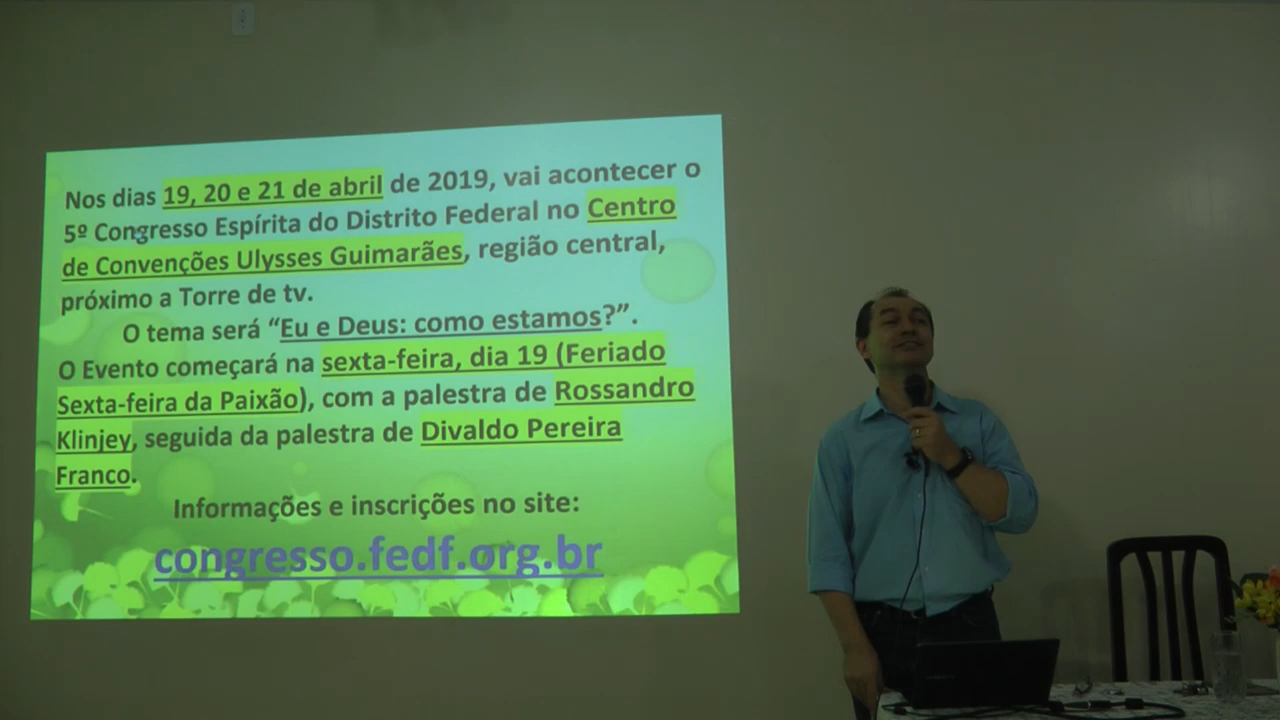 Nos dias 19, 20 e 21 de abril de 2019, vai acontecer o
5º Congresso Espírita do Distrito Federal no Centro
de Convenções Ulysses Guimarães, região central,
próximo a Torre de tv.
O tema será “Eu e Deus: como estamos?”.
O Evento começará na sexta-feira, dia 19 (Feriado
Sexta-feira da Paixão), com a palestra de Rossandro
Klinjey, seguida da palestra de Divaldo Pereira
Franco.
Informações e inscrições no site:
congresso.fedf.org.br